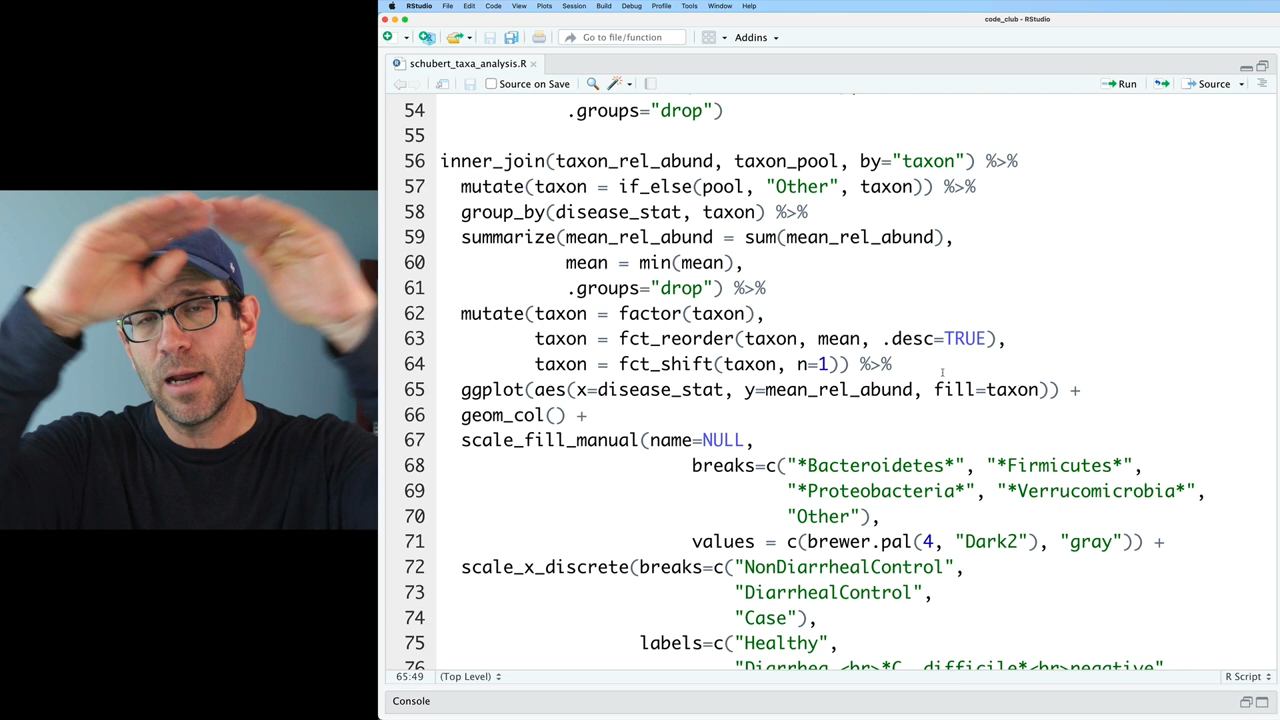 RStudio File Edit Code View Plots Session Build Debug Profile Tools Window Help
code_club - RStudio
Go to file/function Addins
schubert_taxa_analysis.R
Source on Save Run Source
54 .groups="drop")
55
56 inner_join(taxon_rel_abund, taxon_pool, by="taxon") %>%
57 mutate(taxon = if_else(pool, "Other", taxon)) %>%
58 group_by(disease_stat, taxon) %>%
59 summarize(mean_rel_abund = sum(mean_rel_abund),
60 mean = min(mean),
61 .groups="drop") %>%
62 mutate(taxon = factor(taxon),
63 taxon = fct_reorder(taxon, mean, .desc=TRUE),
64 taxon = fct_shift(taxon, n=1)) %>%
65 ggplot(aes(x=disease_stat, y=mean_rel_abund, fill=taxon)) +
66 geom_col() +
67 scale_fill_manual(name=NULL,
68 breaks=c("*Bacteroidetes*", "*Firmicutes*",
69 "*Proteobacteria*", "*Verrucomicrobia*",
70 "Other"),
71 values = c(brewer.pal(4, "Dark2"), "gray")) +
72 scale_x_discrete(breaks=c("NonDiarrhealControl",
73 "DiarrhealControl",
74 "Case"),
75 labels=c("Healthy",
76 "Diarrhea,<br>*C. difficile*<br>negative"
65:49 (Top Level) R Script
Console